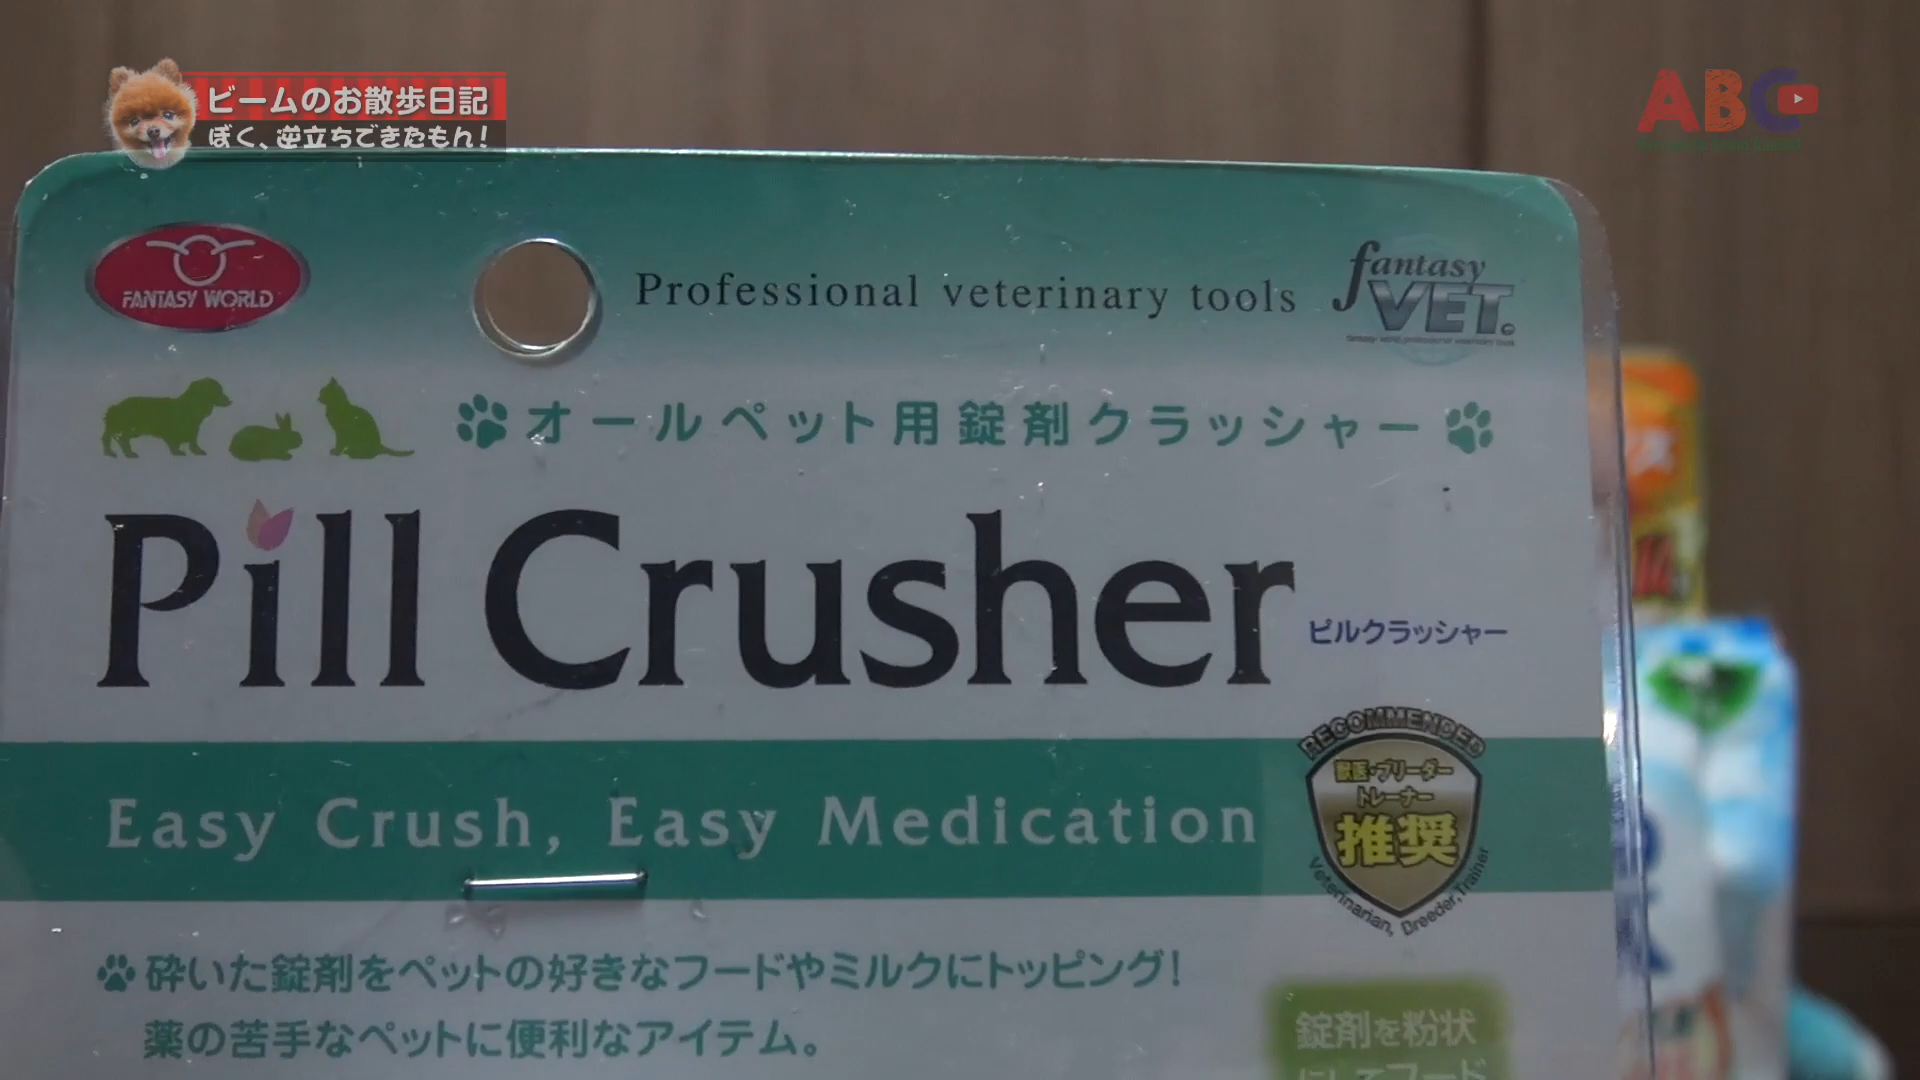 ビームのお散歩日記
ぼく、逆立ちできたもん!
ABC
FANTASY WORLD
Professional veterinary tools
fantasy
VET
オールペット用錠剤クラッシャー
Pill Crusher
ピルクラッシャー
RECOMMENDED
獣医・ブリーダー
トレーナー
推奨
Veterinarian, Breeder, Trainer
Easy Crush, Easy Medication
砕いた錠剤をペットの好きなフードやミルクにトッピング!
薬の苦手なペットに便利なアイテム。
錠剤を粉状
にしてフード